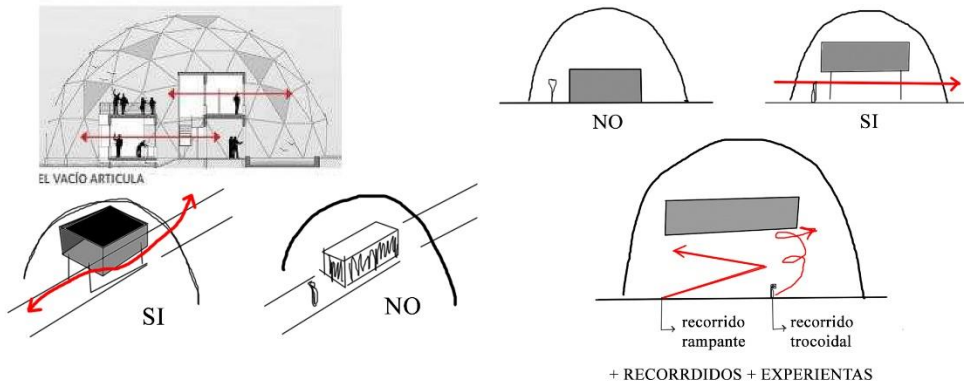 EL VACÍO ARTICULA
SI
NO
NO
SI
recorrido
rampante
recorrido
trocoidal
+ RECORRDIDOS + EXPERIENTAS